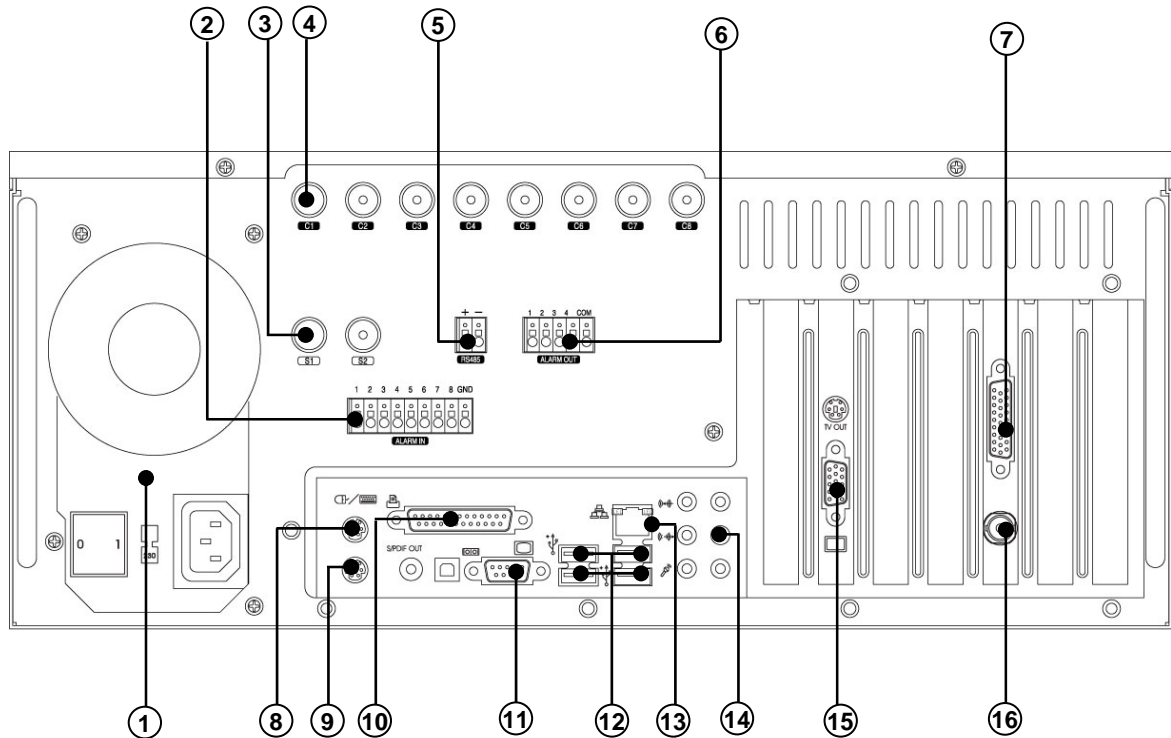 2 3 4 5 6 7
C1 C2 C3 C4 C5 C6 C7 C8
+ −
1 2 3 4 COM
S1 S2 RS485 ALARM OUT
1 2 3 4 5 6 7 8 GND
ALARM IN
TV OUT
0 1
230
S/PDIF OUT
1 8 9 10 11 12 13 14 15 16